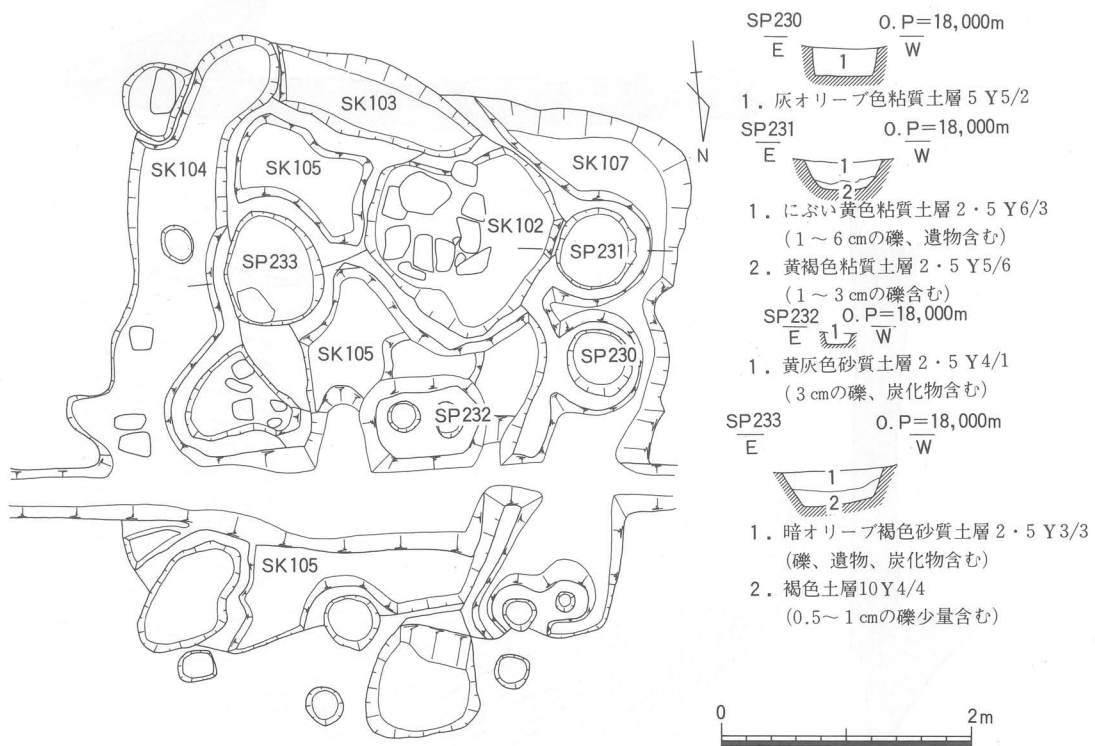 SK103
SK104
SK105
SK107
SK102
SP233
SP231
SK105
SP230
SP232
SK105
N
SP230 O.P=18,000m
E W
1
1. 灰オリーブ色粘質土層 5 Y5/2
SP231 O.P=18,000m
E W
1
2
1. にぶい黄色粘質土層 2・5 Y6/3
(1～6cmの礫、遺物含む)
2. 黄褐色粘質土層 2・5 Y5/6
(1～3cmの礫含む)
SP232 O.P=18,000m
E 1 W
1. 黄灰色砂質土層 2・5 Y4/1
(3cmの礫、炭化物含む)
SP233 O.P=18,000m
E W
1
2
1. 暗オリーブ褐色砂質土層 2・5 Y3/3
(礫、遺物、炭化物含む)
2. 褐色土層10Y4/4
(0.5～1cmの礫少量含む)
0 2m